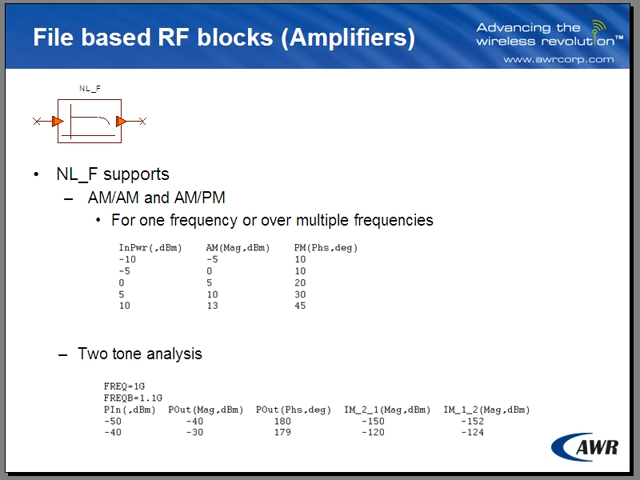 File based RF blocks (Amplifiers)
Advancing the
wireless revolution™
www.awrcorp.com
NL_F
• NL_F supports
– AM/AM and AM/PM
• For one frequency or over multiple frequencies
InPwr(,dBm) AM(Mag,dBm) PM(Phs,deg)
-10 -5 10
-5 0 10
0 5 20
5 10 30
10 13 45
– Two tone analysis
FREQ=1G
FREQB=1.1G
PIn(,dBm) POut(Mag,dBm) POut(Phs,deg) IM_2_1(Mag,dBm) IM_1_2(Mag,dBm)
-50 -40 180 -150 -152
-40 -30 179 -120 -124
AWR